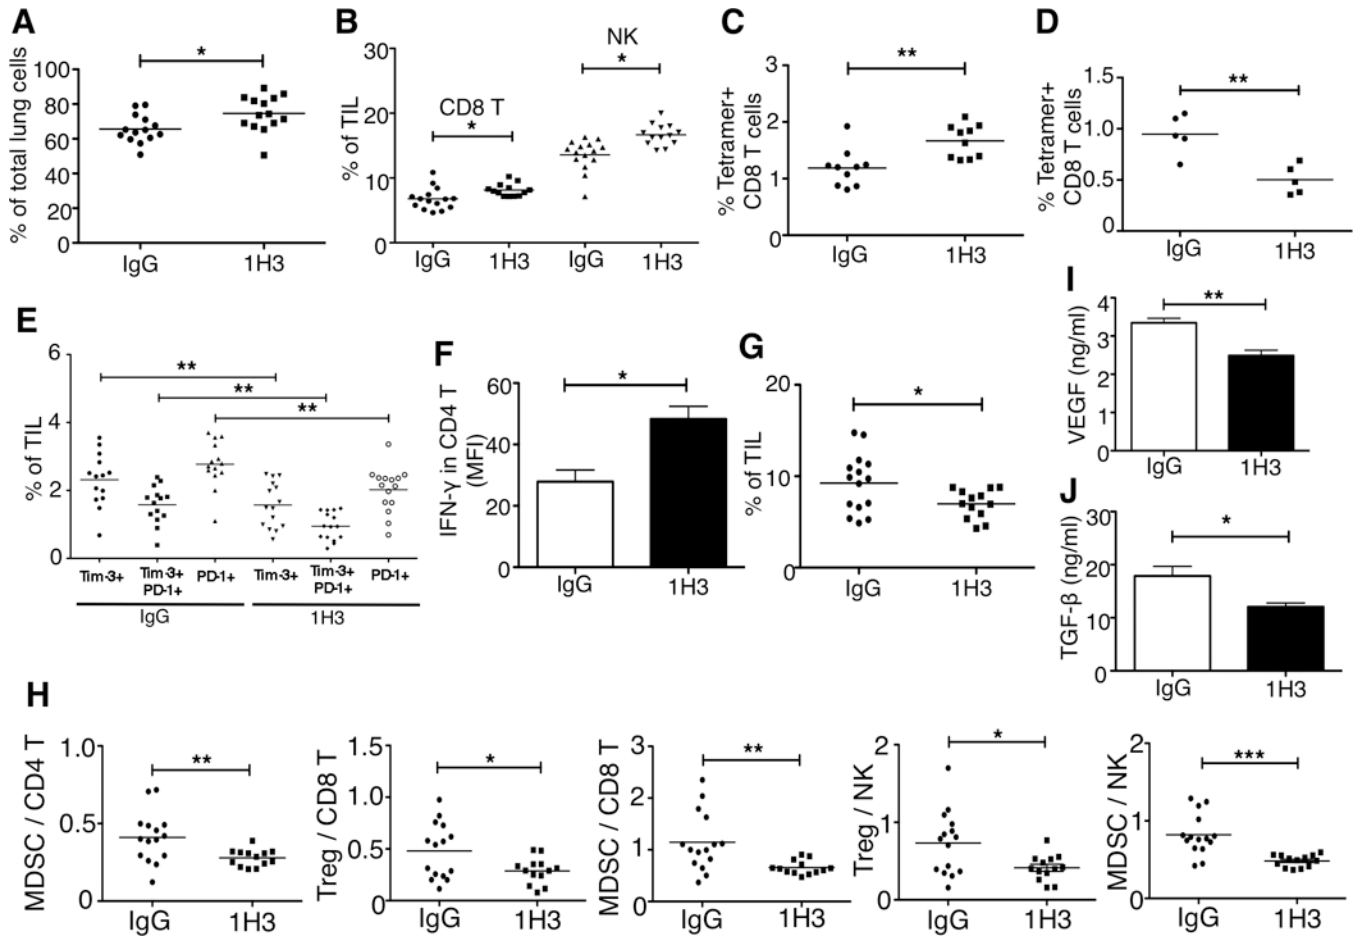 A
% of total lung cells
100
80
60
40
20
0
*
IgG
1H3
B
% of TIL
30
20
10
0
CD8 T
*
NK
*
IgG
1H3
IgG
1H3
C
% Tetramer+
CD8 T cells
3
2
1
0
**
IgG
1H3
D
% Tetramer+
CD8 T cells
1.5
1.0
0.5
0
**
IgG
1H3
E
% of TIL
6
4
2
0
**
**
**
Tim-3+
Tim-3+
PD-1+
PD-1+
Tim-3+
Tim-3+
PD-1+
PD-1+
IgG
1H3
F
IFN-γ in CD4 T
(MFI)
60
40
20
0
*
IgG
1H3
G
% of TIL
20
10
0
*
IgG
1H3
I
VEGF (ng/ml)
4
3
2
1
0
**
IgG
1H3
J
TGF-β (ng/ml)
30
20
10
0
*
IgG
1H3
H
MDSC / CD4 T
1.0
0.5
0
**
IgG
1H3
Treg / CD8 T
1.5
1.0
0.5
0
*
IgG
1H3
MDSC / CD8 T
3
2
1
0
**
IgG
1H3
Treg / NK
2
1
0
*
IgG
1H3
MDSC / NK
2
1
0
***
IgG
1H3